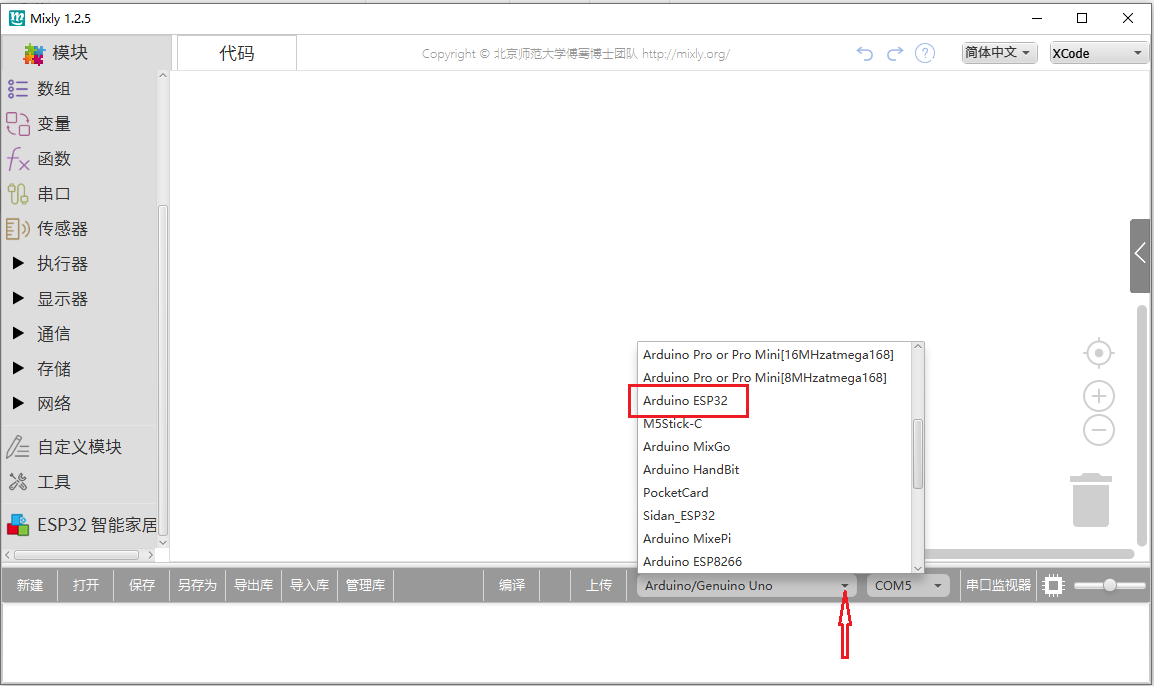 Mixly 1.2.5
模块
代码
Copyright © 北京师范大学傅骞博士团队 http://mixly.org/
简体中文
XCode
数组
变量
函数
串口
传感器
执行器
显示器
通信
存储
网络
自定义模块
工具
ESP32 智能家居
Arduino Pro or Pro Mini[16MHzatmega168]
Arduino Pro or Pro Mini[8MHzatmega168]
Arduino ESP32
M5Stick-C
Arduino MixGo
Arduino HandBit
PocketCard
Sidan_ESP32
Arduino MixePi
Arduino ESP8266
新建
打开
保存
另存为
导出库
导入库
管理库
编译
上传
Arduino/Genuino Uno
COM5
串口监视器